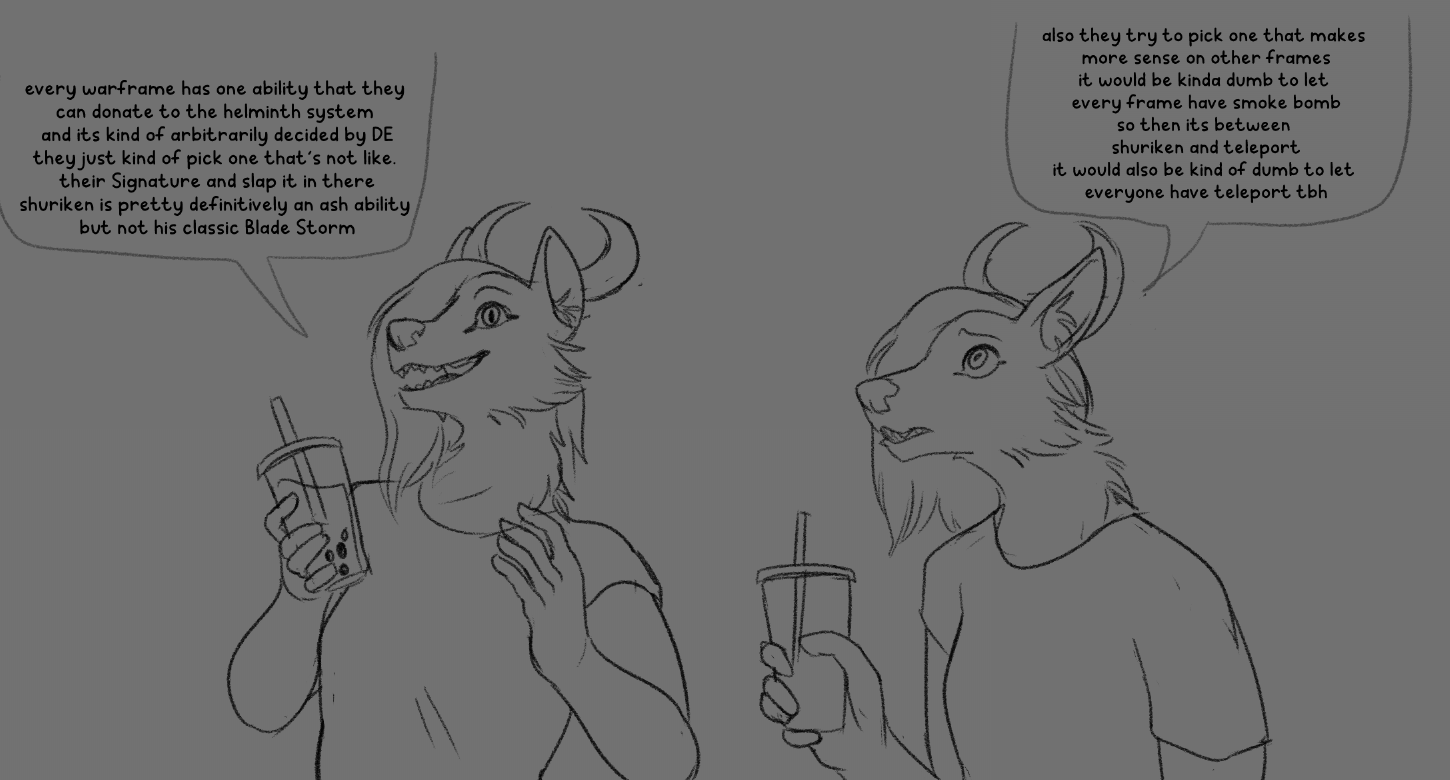 every warframe has one ability that they
can donate to the helminth system
and its kind of arbitrarily decided by DE
they just kind of pick one that's not like.
their Signature and slap it in there
shuriken is pretty definitively an ash ability
but not his classic Blade Storm
also they try to pick one that makes
more sense on other frames
it would be kinda dumb to let
every frame have smoke bomb
so then its between
shuriken and teleport
it would also be kind of dumb to let
everyone have teleport tbh